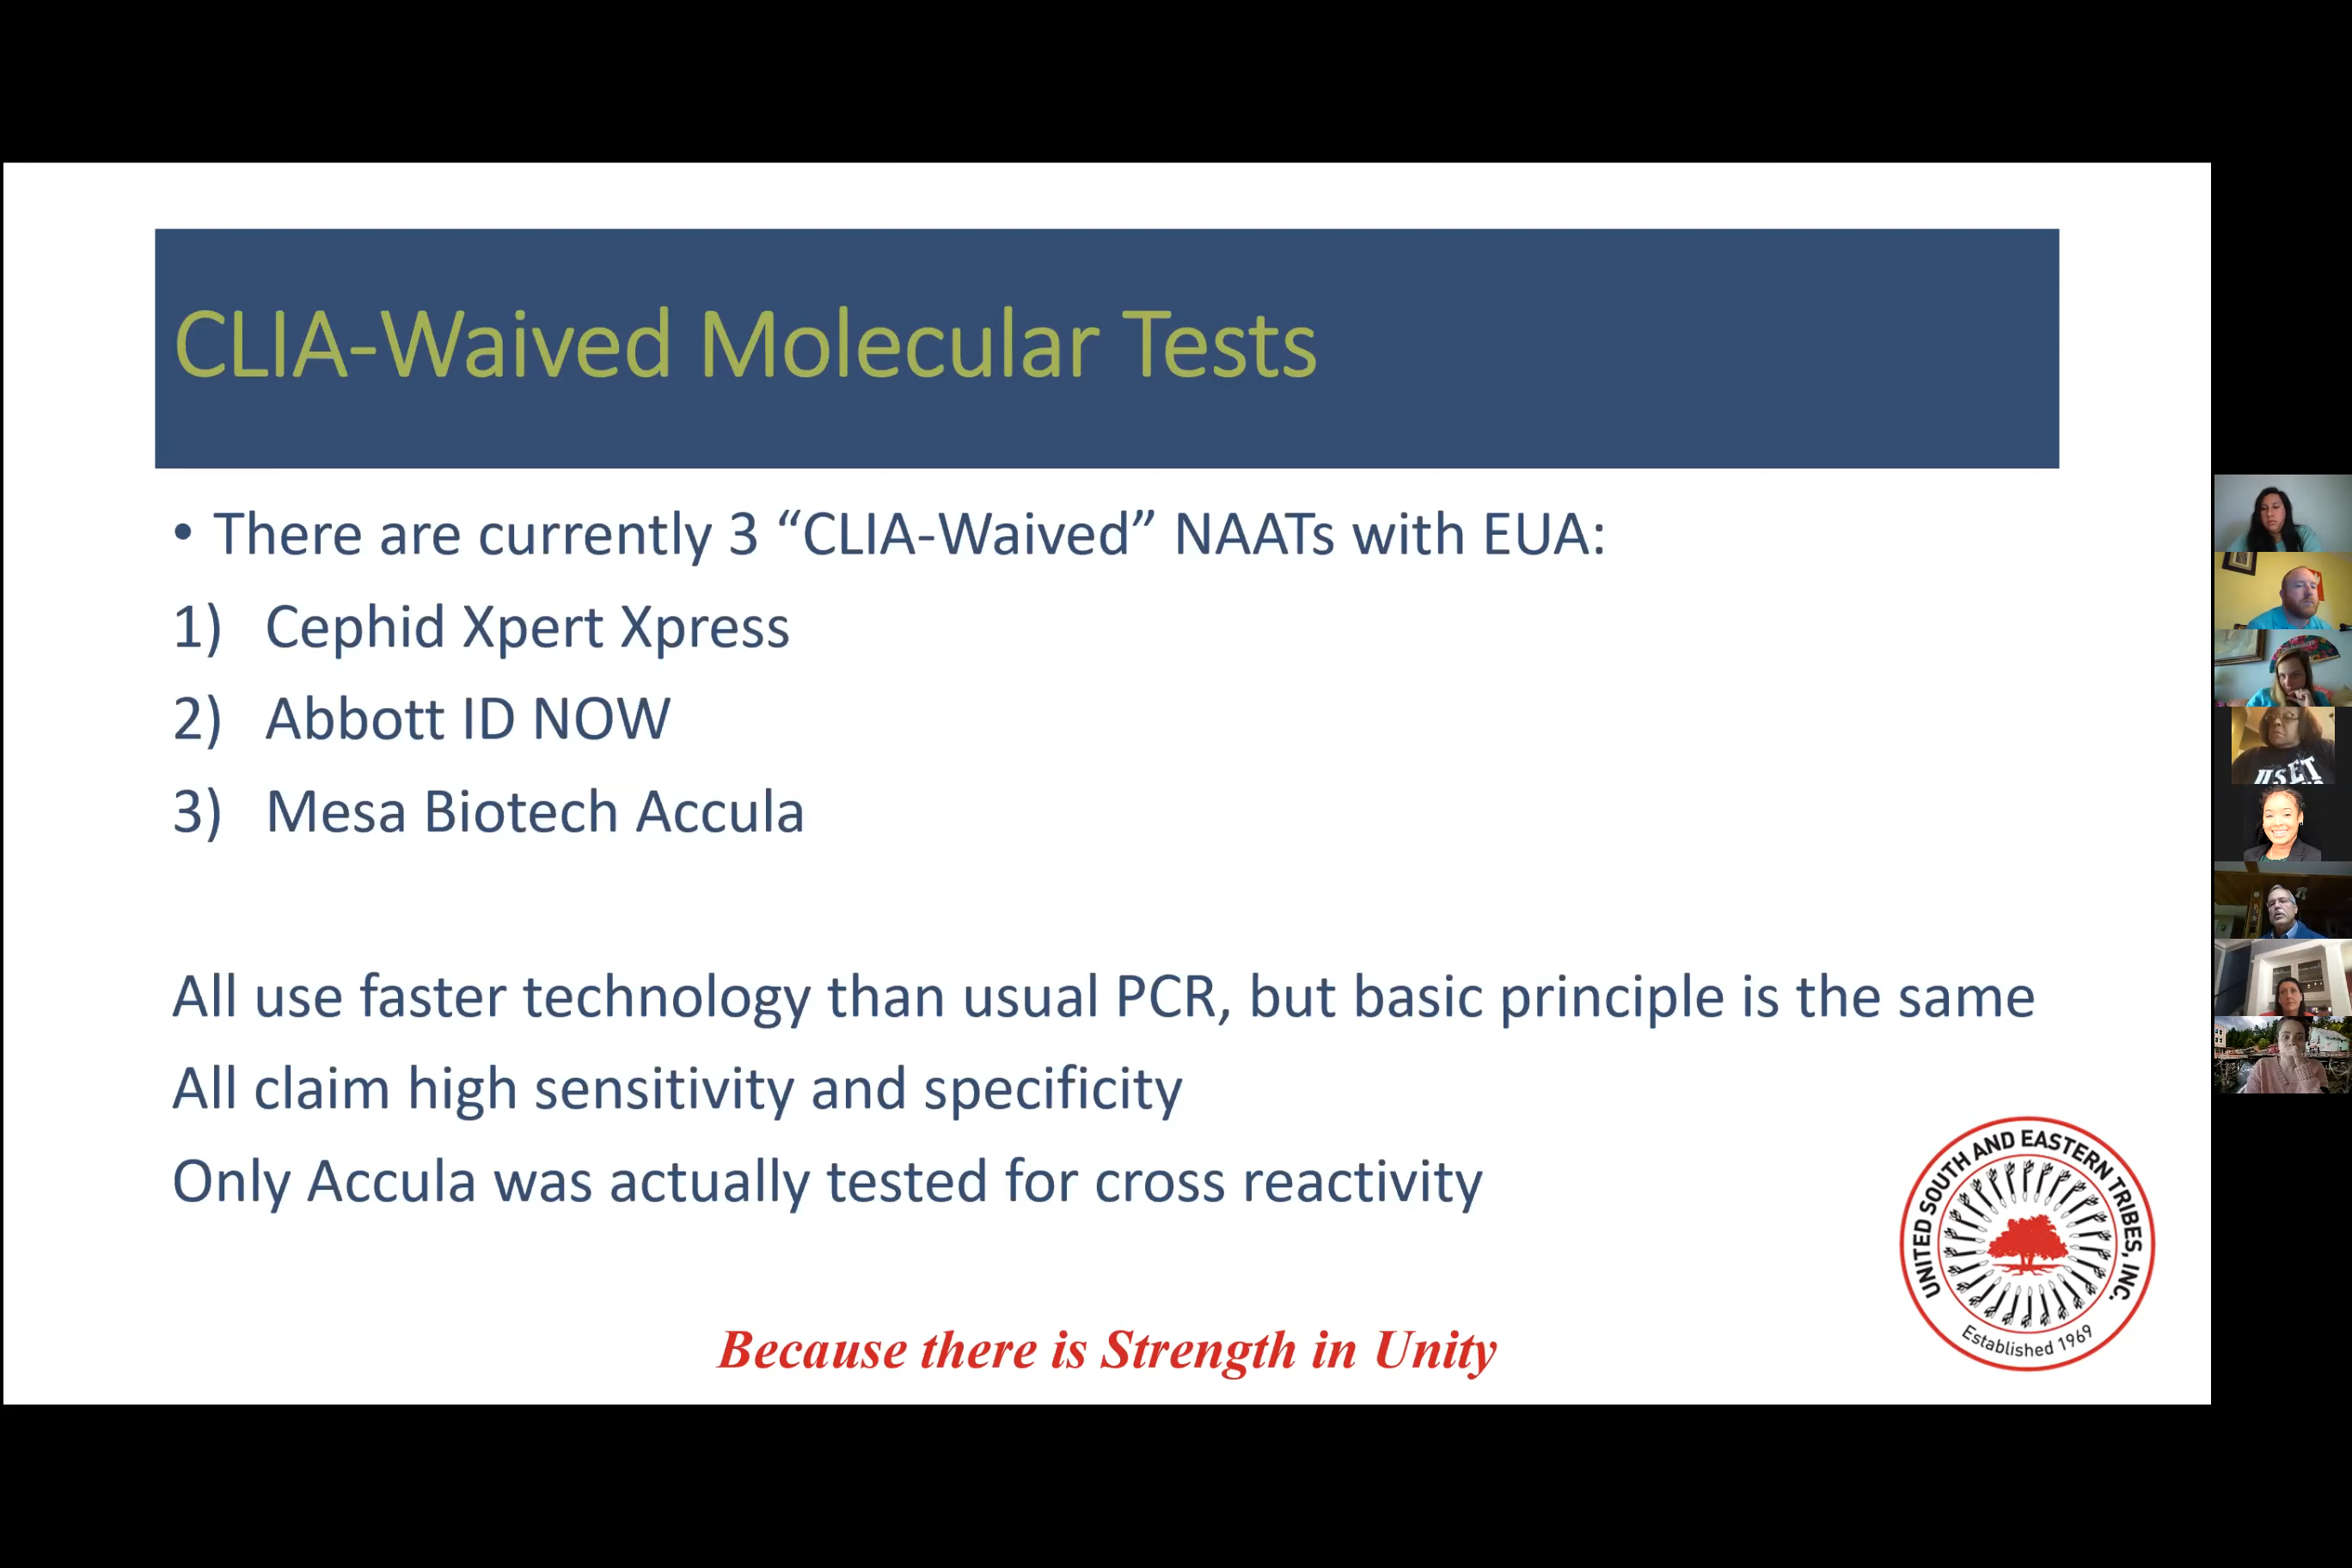 CLIA-Waived Molecular Tests
• There are currently 3 “CLIA-Waived” NAATs with EUA:
1) Cephid Xpert Xpress
2) Abbott ID NOW
3) Mesa Biotech Accula
All use faster technology than usual PCR, but basic principle is the same
All claim high sensitivity and specificity
Only Accula was actually tested for cross reactivity
Because there is Strength in Unity
UNITED SOUTH AND EASTERN TRIBES, INC.
Established 1969
USET